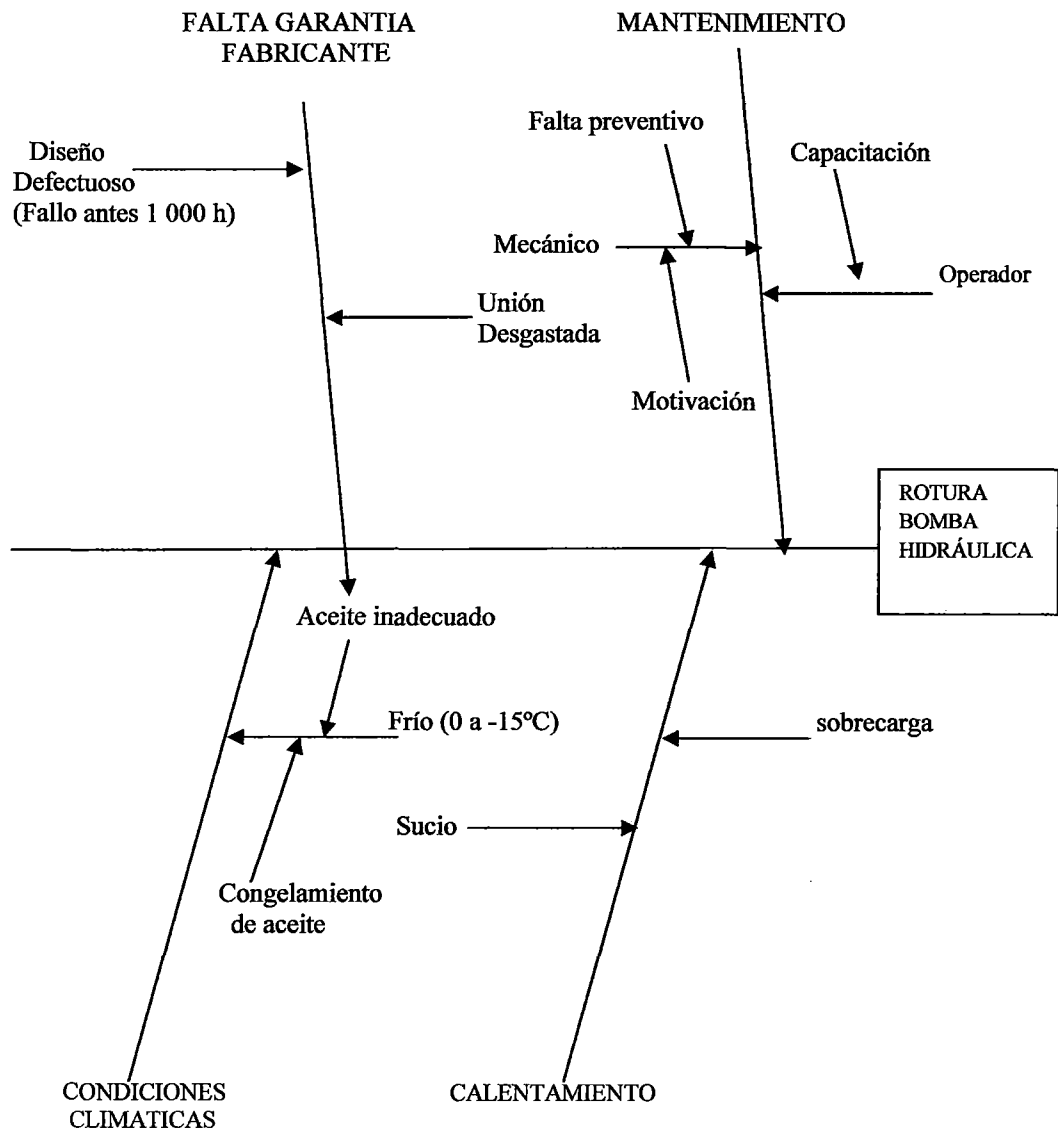 FALTA GARANTIA
FABRICANTE
MANTENIMIENTO
Falta preventivo
Capacitación
Diseño
Defectuoso
(Fallo antes 1 000 h)
Mecánico
Operador
Unión
Desgastada
Motivación
ROTURA
BOMBA
HIDRÁULICA
Aceite inadecuado
Frío (0 a -15ºC)
sobrecarga
Sucio
Congelamiento
de aceite
CONDICIONES
CLIMATICAS
CALENTAMIENTO